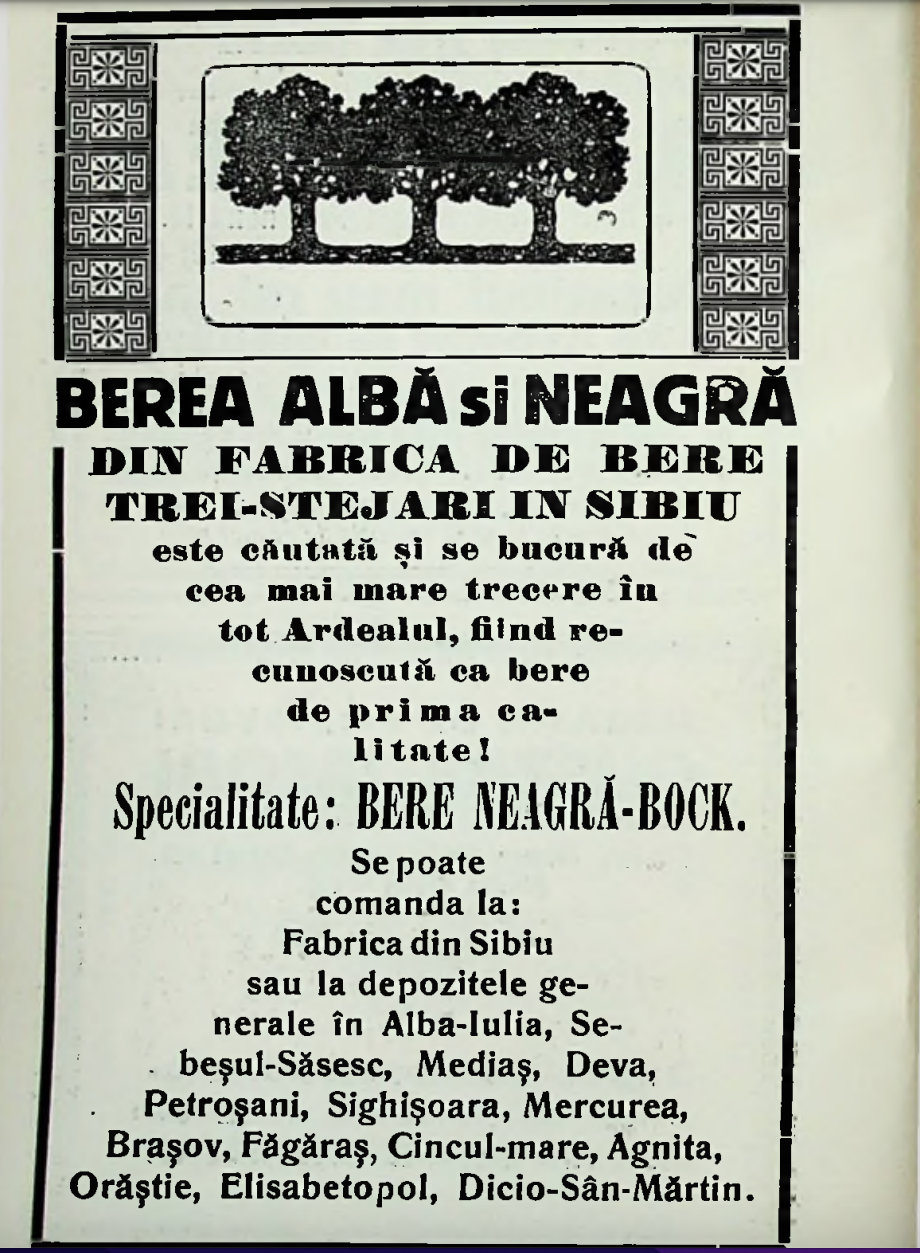 BEREA ALBĂ si NEAGRĂ
DIN FABRICA DE BERE
TREI-STEJARI IN SIBIU
este căutată și se bucură de
cea mai mare trecere în
tot Ardealul, fiind re-
cunoscută ca bere
de prima ca-
litate!
Specialitate: BERE NEAGRĂ-BOCK.
Se poate
comanda la:
Fabrica din Sibiu
sau la depozitele ge-
nerale în Alba-Iulia, Se-
beșul-Săsesc, Mediaș, Deva,
Petroșani, Sighișoara, Mercurea,
Brașov, Făgăraș, Cincul-mare, Agnita,
Orăștie, Elisabetopol, Dicio-Sân-Mărtin.